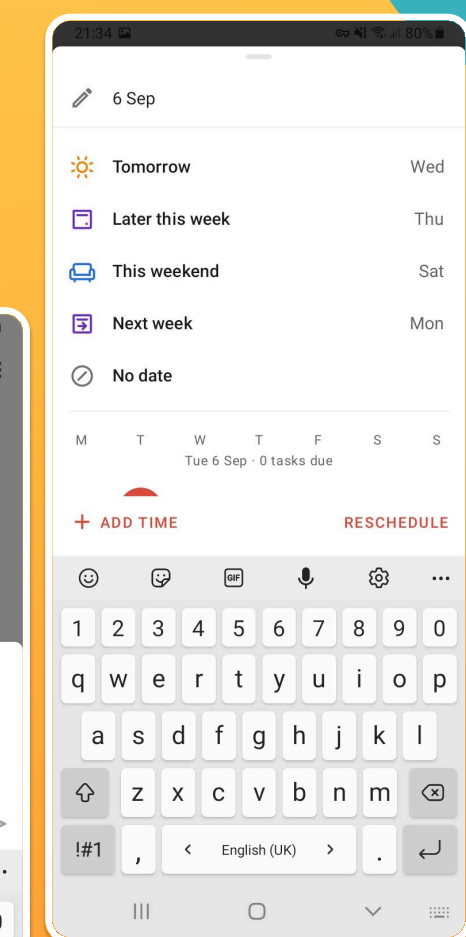 21:34 80%
6 Sep
Tomorrow Wed
Later this week Thu
This weekend Sat
Next week Mon
No date
M T W T F S S
Tue 6 Sep · 0 tasks due
+ ADD TIME RESCHEDULE
GIF
1 2 3 4 5 6 7 8 9 0
q w e r t y u i o p
a s d f g h j k l
z x c v b n m
!#1 , < English (UK) > .